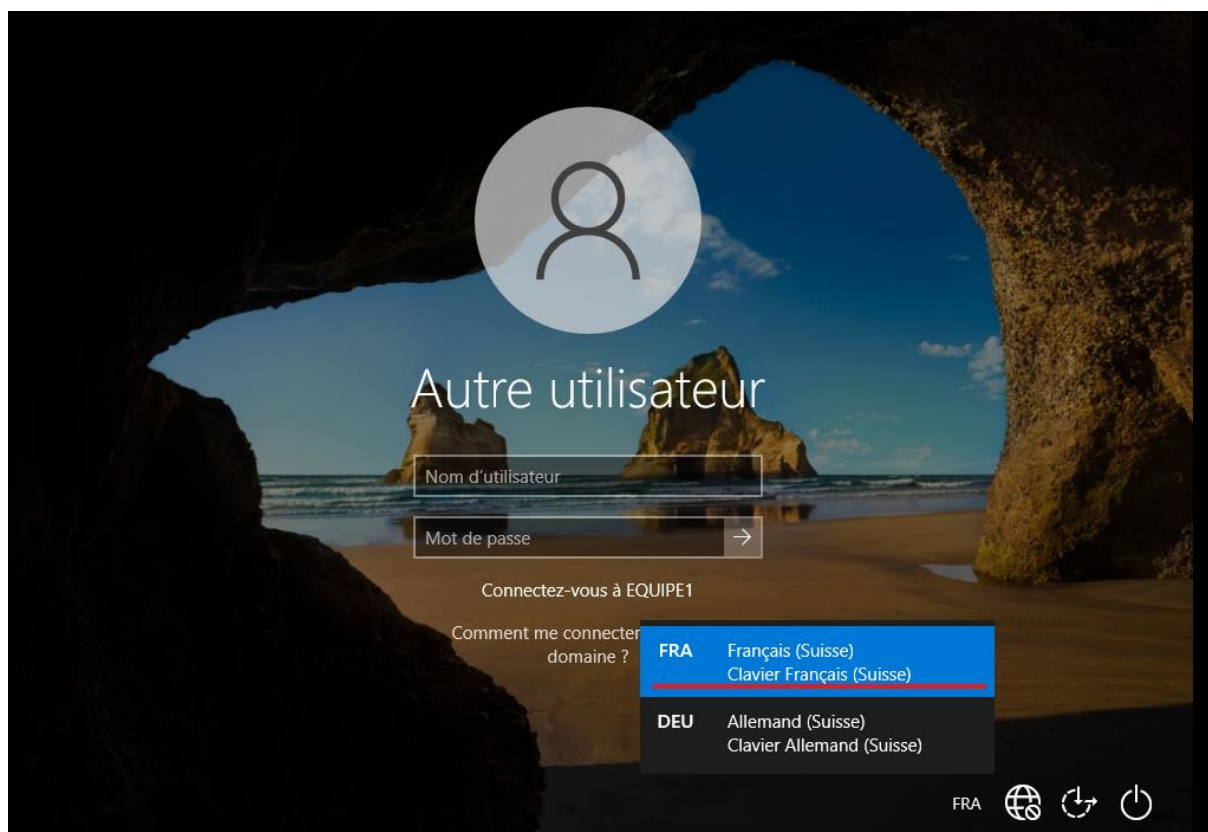 Autre utilisateur
Nom d’utilisateur
Mot de passe
Connectez-vous à EQUIPE1
Comment me connecter
domaine ?
FRA Français (Suisse)
Clavier Français (Suisse)
DEU Allemand (Suisse)
Clavier Allemand (Suisse)
FRA